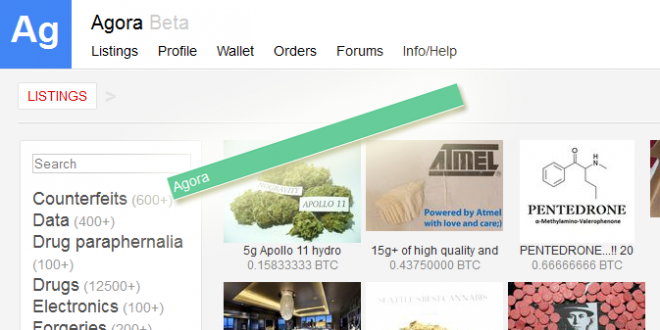 Ag
Agora Beta
Listings Profile Wallet Orders Forums Info/Help
LISTINGS >
Search
Agora
Counterfeits (600+)
Data (400+)
Drug paraphernalia
(100+)
Drugs (12500+)
Electronics (100+)
Forgeries (200+)
APOLLO 11
ATMEL
Powered by Atmel
with love and care;)
O
H
N
PENTEDRONE
α-Methylamino-Valerophenone
5g Apollo 11 hydro
0.15833333 BTC
15g+ of high quality and
0.43750000 BTC
PENTEDRONE...!! 20
0.66666666 BTC
SEATTLE'S BEST CANNABIS